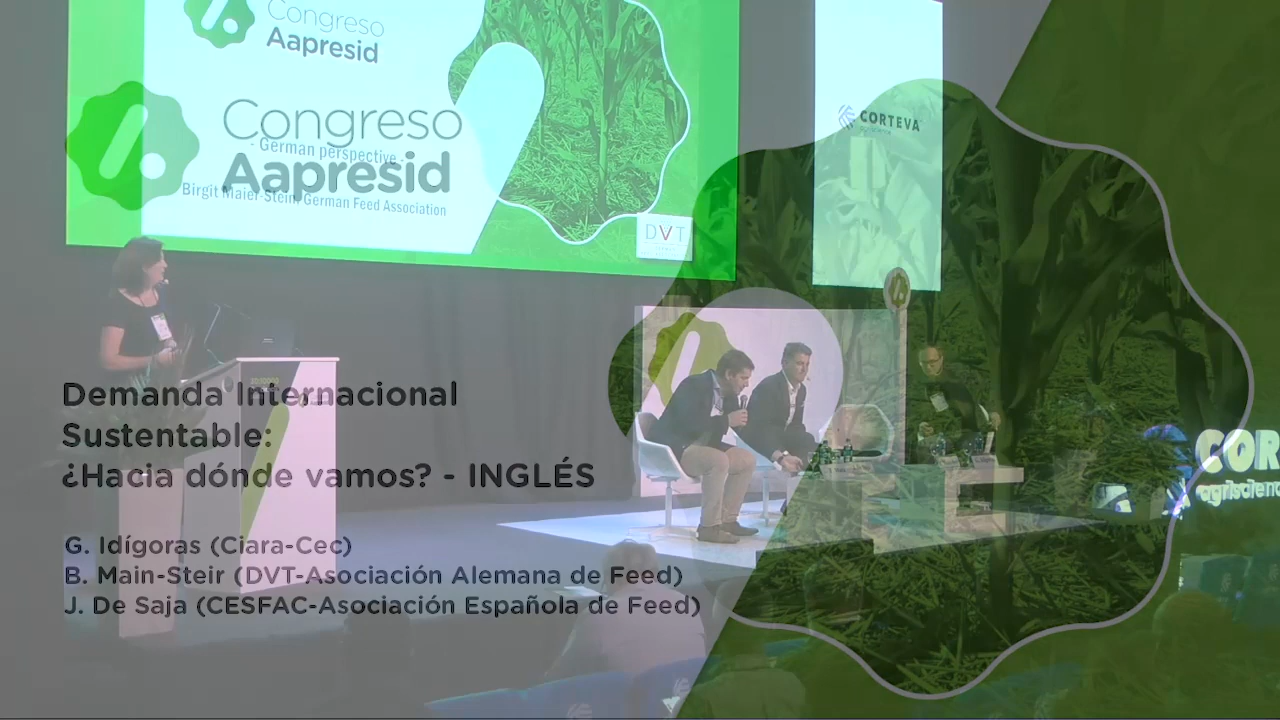 Congreso
Aapresid
CORTEVA
agriscience
Congreso
Aapresid
- German perspective -
Birgit Maier-Stein, German Feed Association
DVT
Demanda Internacional
Sustentable:
¿Hacia dónde vamos? - INGLÉS
COR
agriscienc
G. Idígoras (Ciara-Cec)
B. Main-Steir (DVT-Asociación Alemana de Feed)
J. De Saja (CESFAC-Asociación Española de Feed)